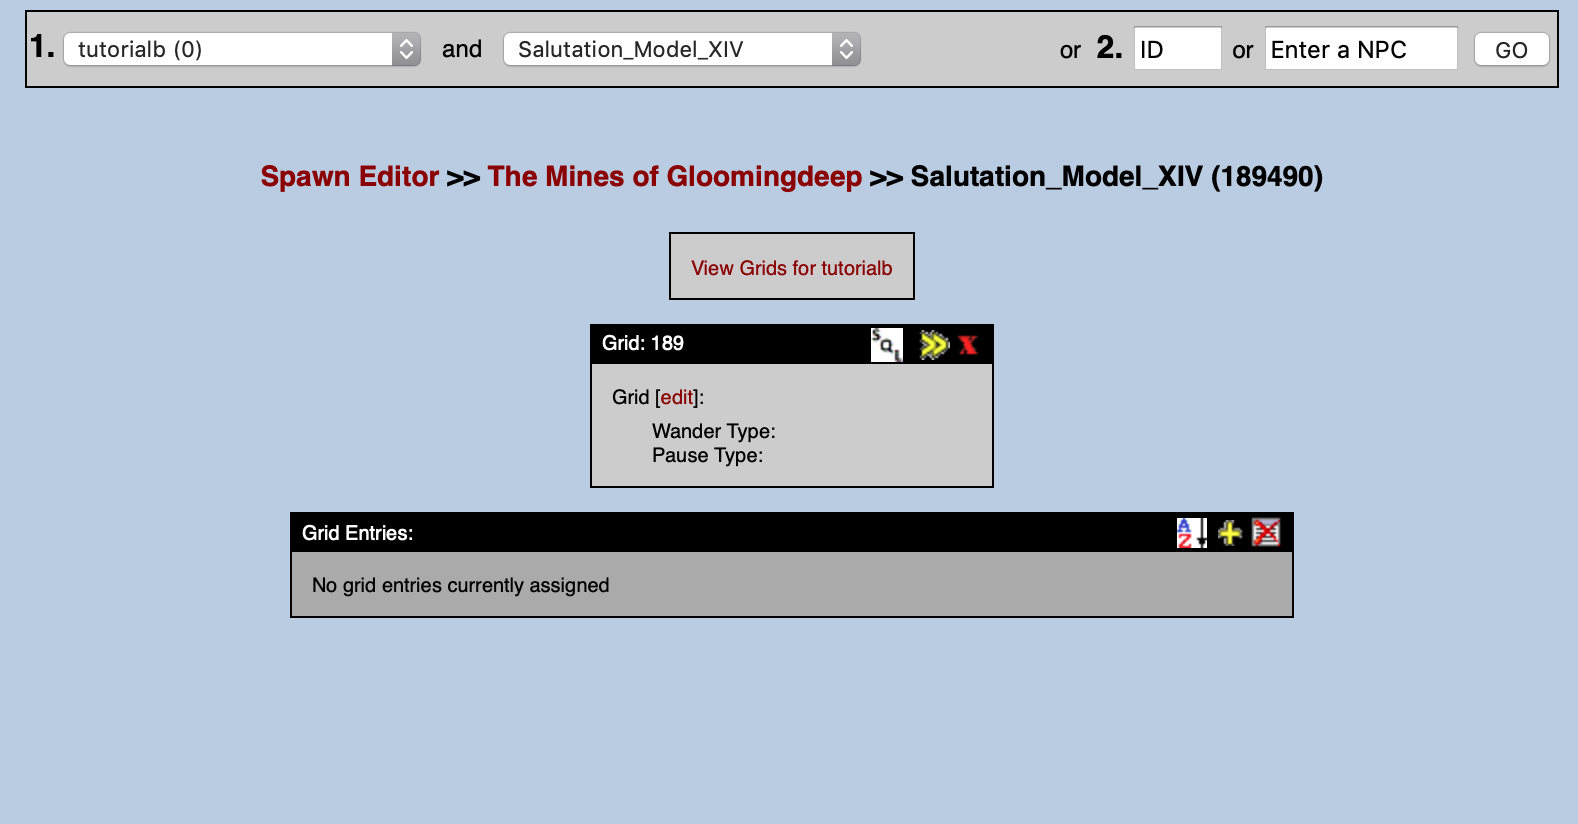 1. tutorialb (0) and Salutation_Model_XIV or 2. ID or Enter a NPC GO
Spawn Editor >> The Mines of Gloomingdeep >> Salutation_Model_XIV (189490)
View Grids for tutorialb
Grid: 189 SQL X
Grid [edit]:
Wander Type:
Pause Type:
Grid Entries: AZ
No grid entries currently assigned